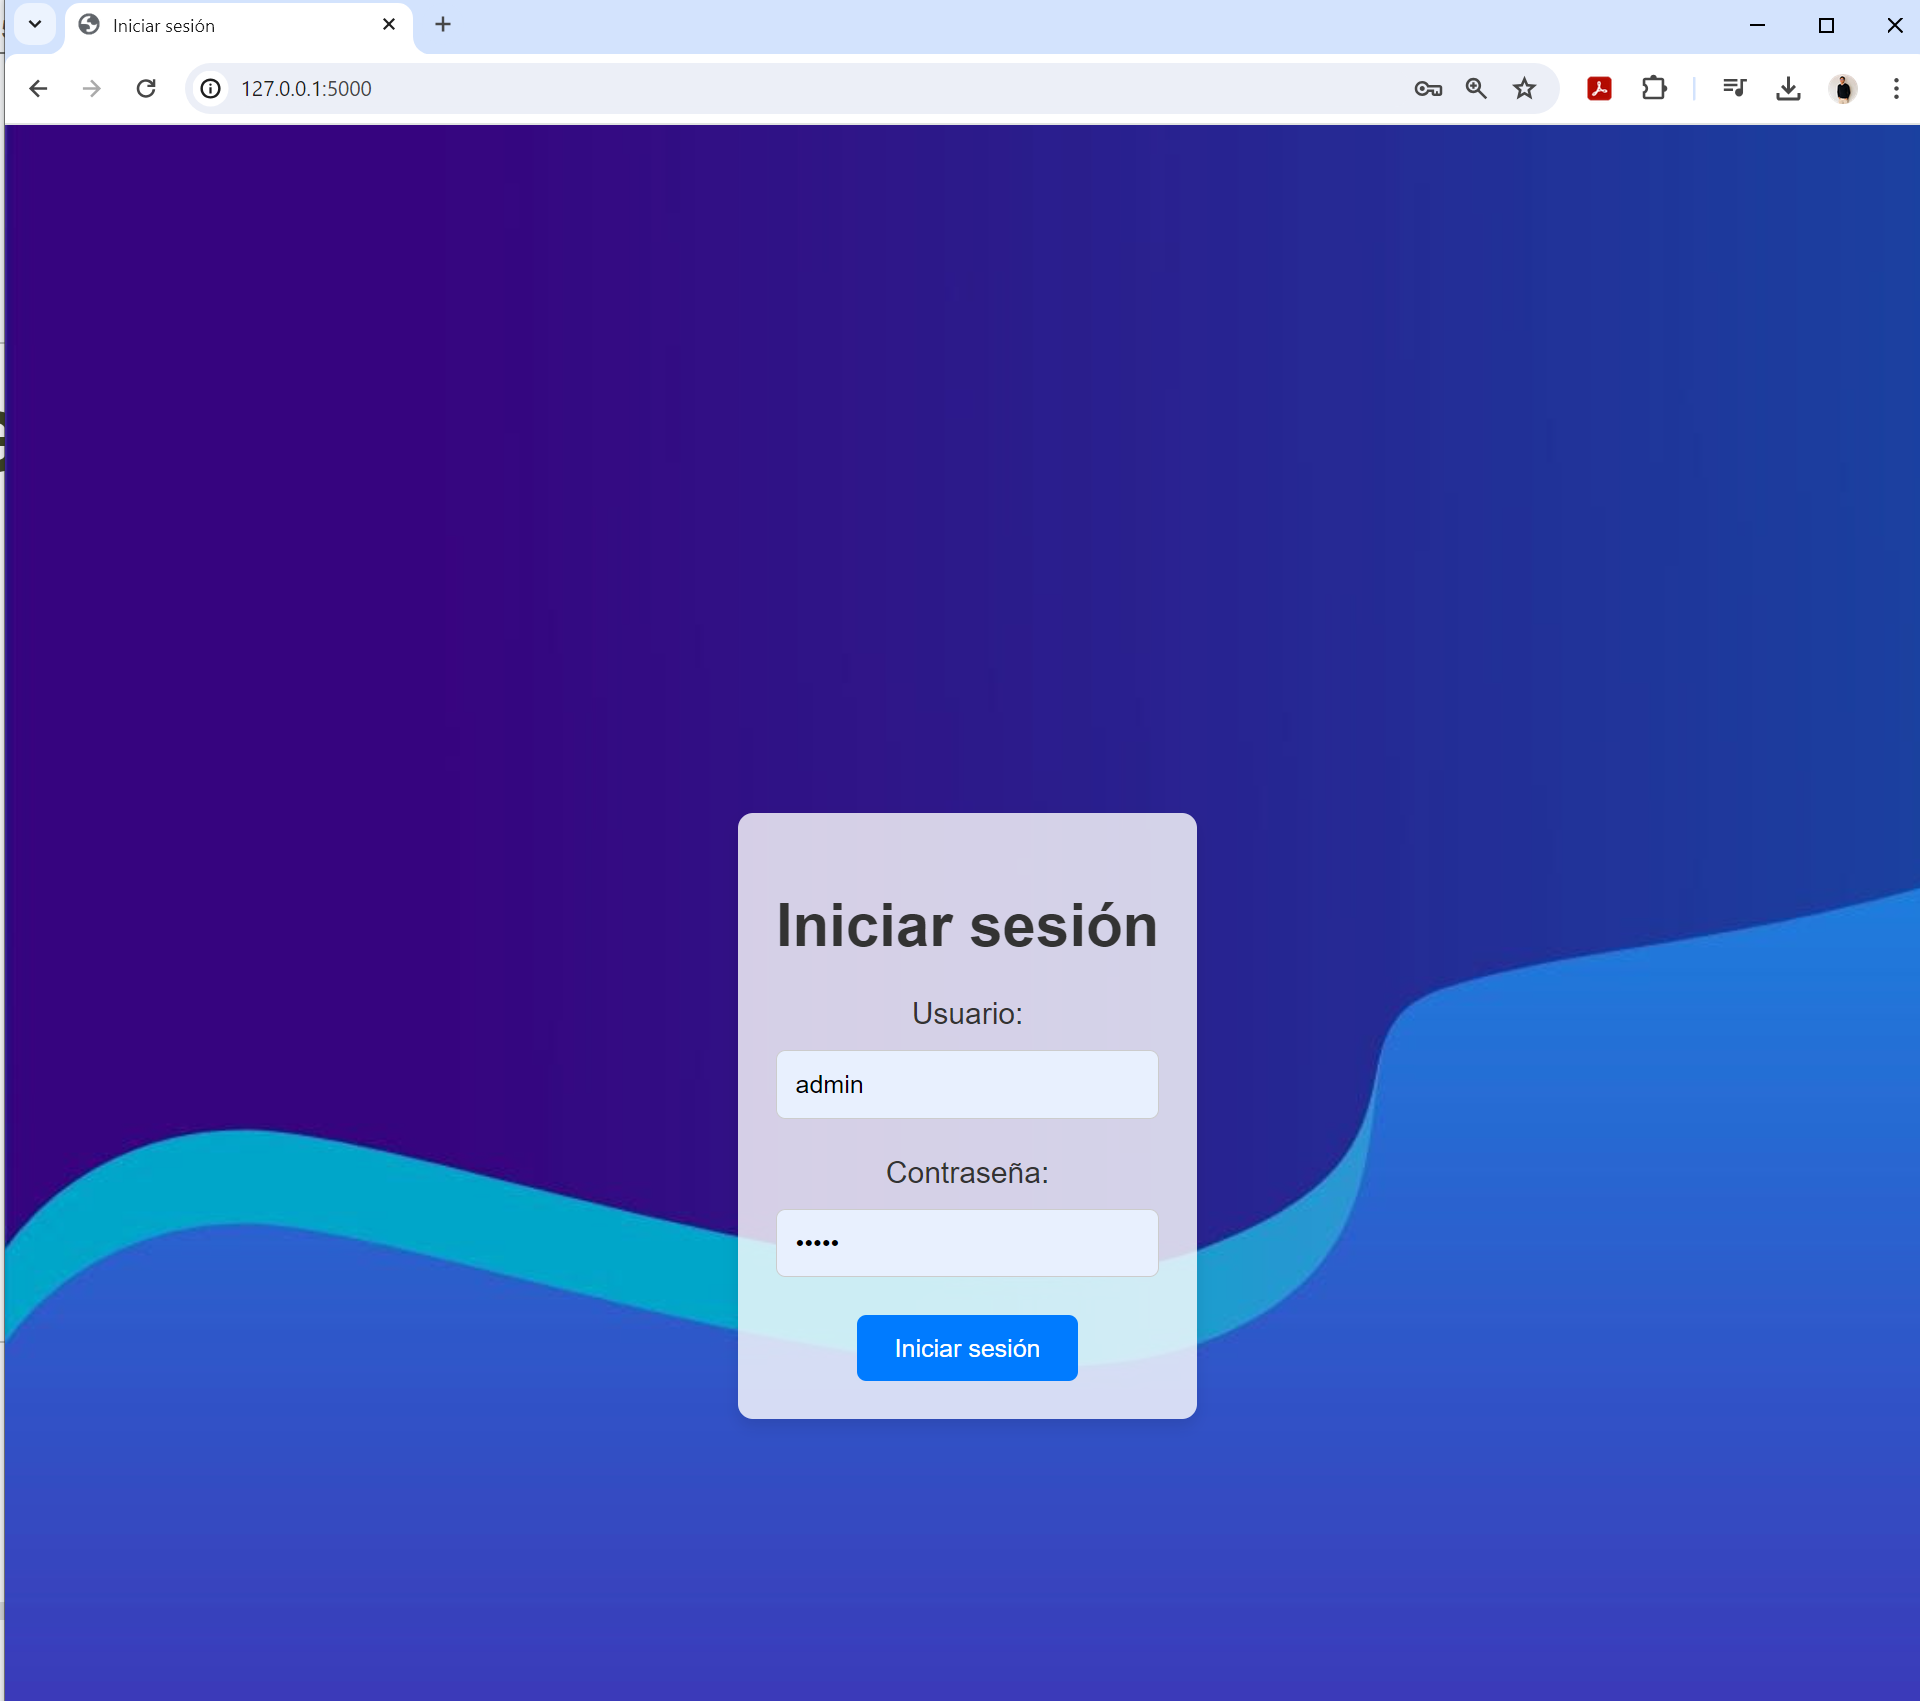 Iniciar sesión
127.0.0.1:5000
Iniciar sesión
Usuario:
admin
Contraseña:
•••••
Iniciar sesión